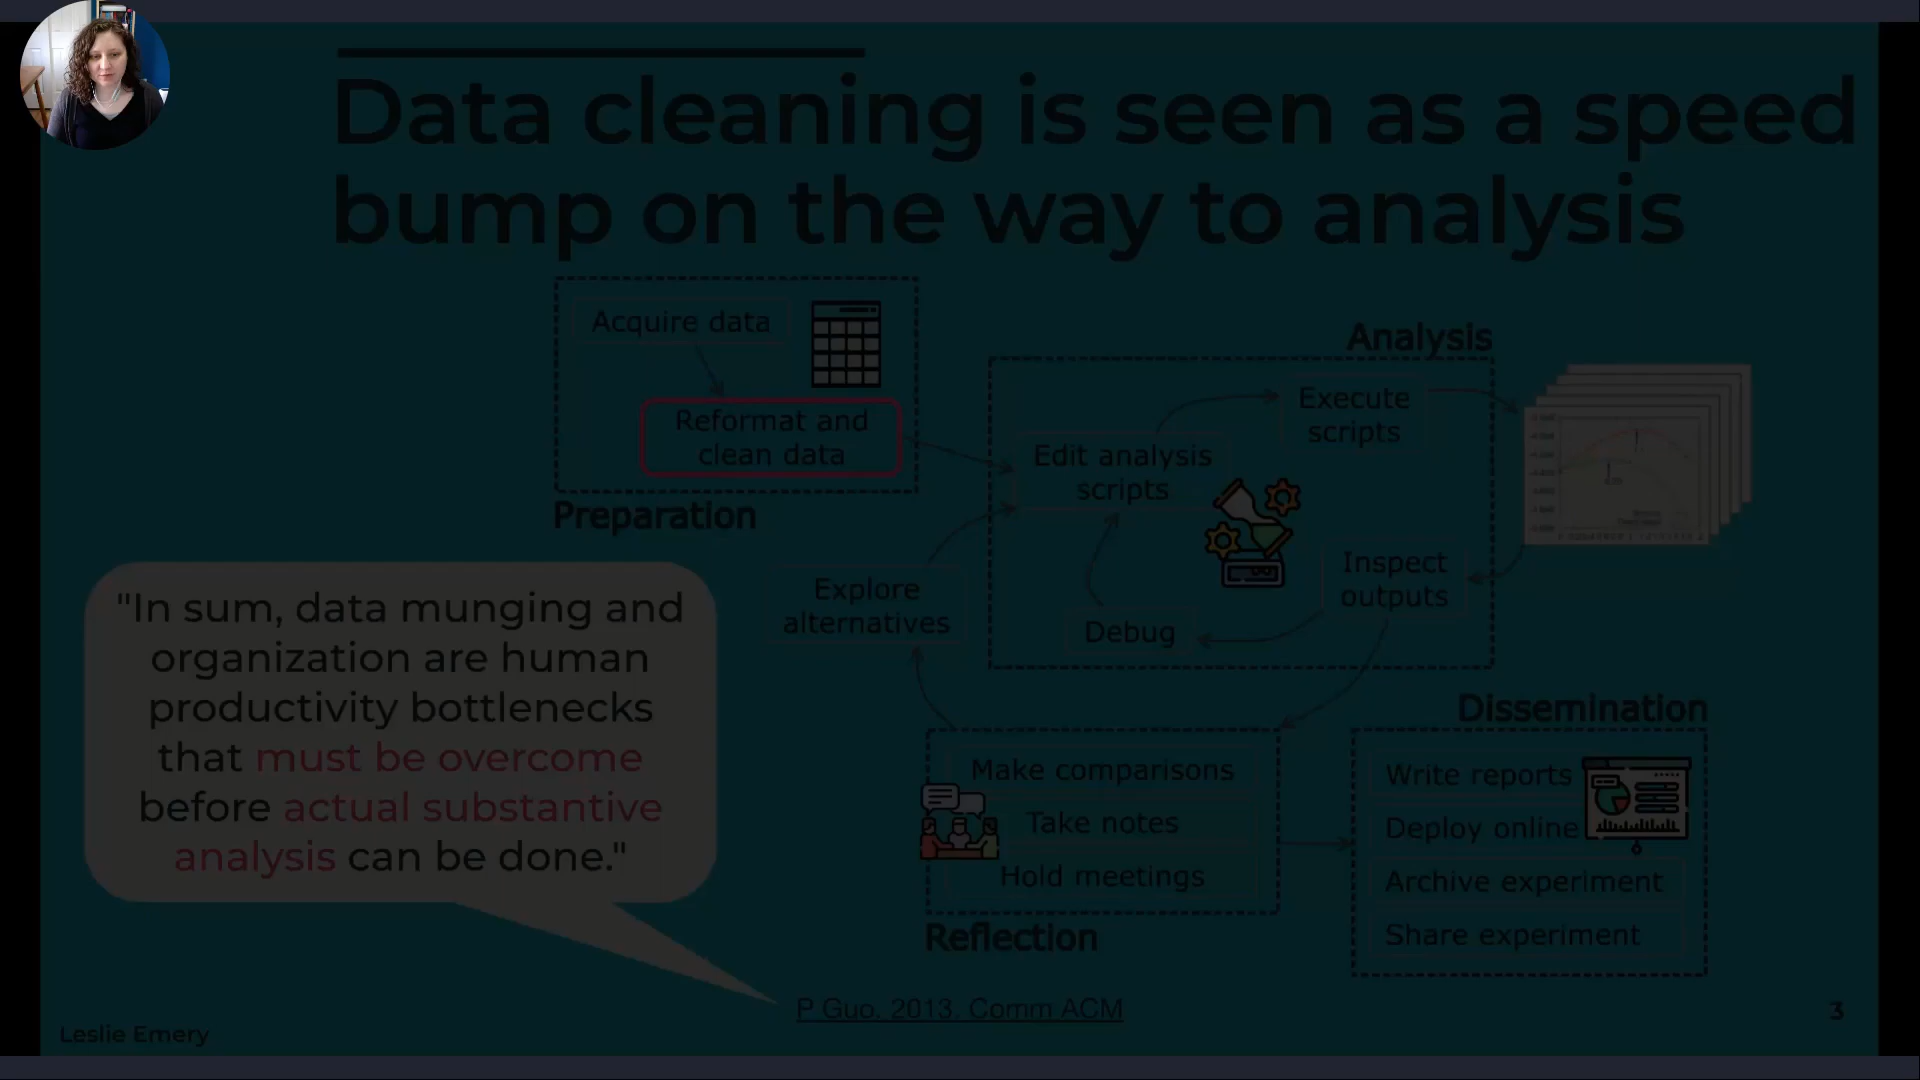 Data cleaning is seen as a speed
bump on the way to analysis
Acquire data
Reformat and
clean data
Preparation
Analysis
Edit analysis
scripts
Execute
scripts
Inspect
outputs
Debug
Explore
alternatives
"In sum, data munging and
organization are human
productivity bottlenecks
that must be overcome
before actual substantive
analysis can be done."
Make comparisons
Take notes
Hold meetings
Reflection
Dissemination
Write reports
Deploy online
Archive experiment
Share experiment
P Guo. 2013. Comm ACM
Leslie Emery
3